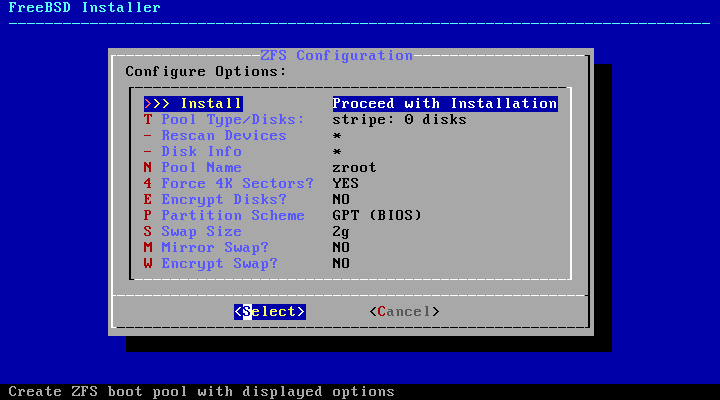 FreeBSD Installer
ZFS Configuration
Configure Options:
>>> Install Proceed with Installation
T Pool Type/Disks: stripe: 0 disks
- Rescan Devices *
- Disk Info *
N Pool Name zroot
4 Force 4K Sectors? YES
E Encrypt Disks? NO
P Partition Scheme GPT (BIOS)
S Swap Size 2g
M Mirror Swap? NO
W Encrypt Swap? NO
<Select> <Cancel>
Create ZFS boot pool with displayed options